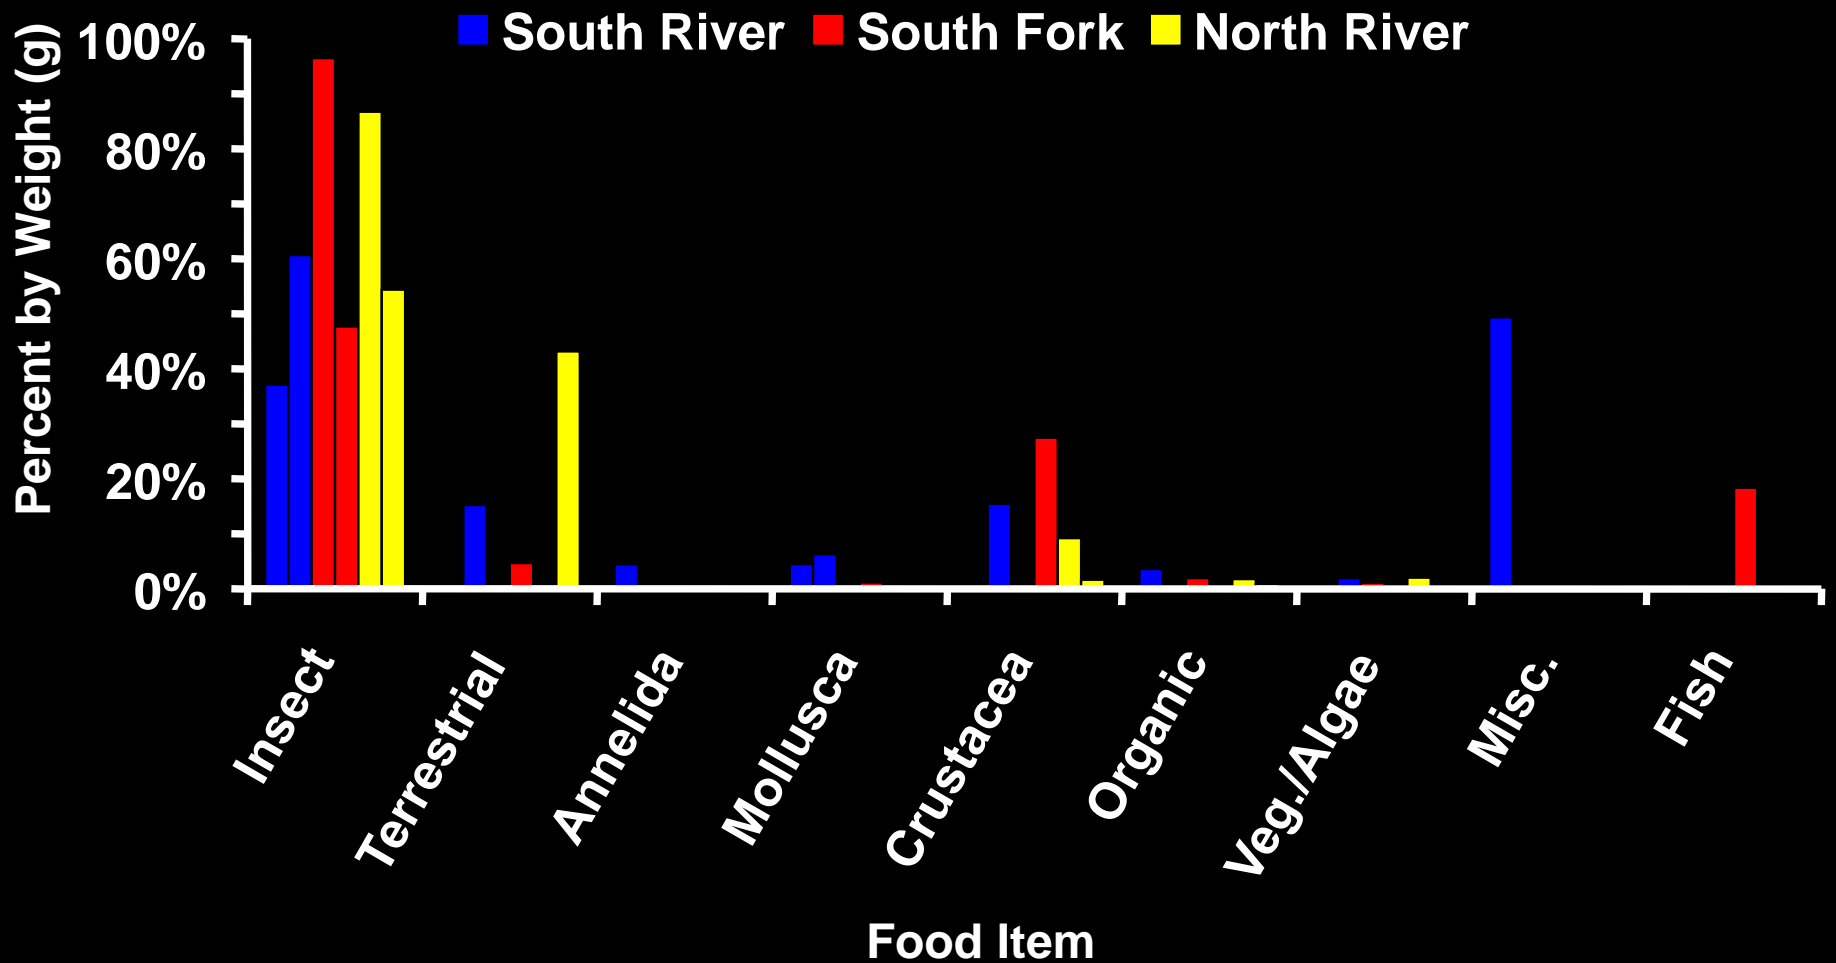 South River South Fork North River
Percent by Weight (g)
100%
80%
60%
40%
20%
0%
Insect
Terrestrial
Annelida
Mollusca
Crustacea
Organic
Veg./Algae
Misc.
Fish
Food Item